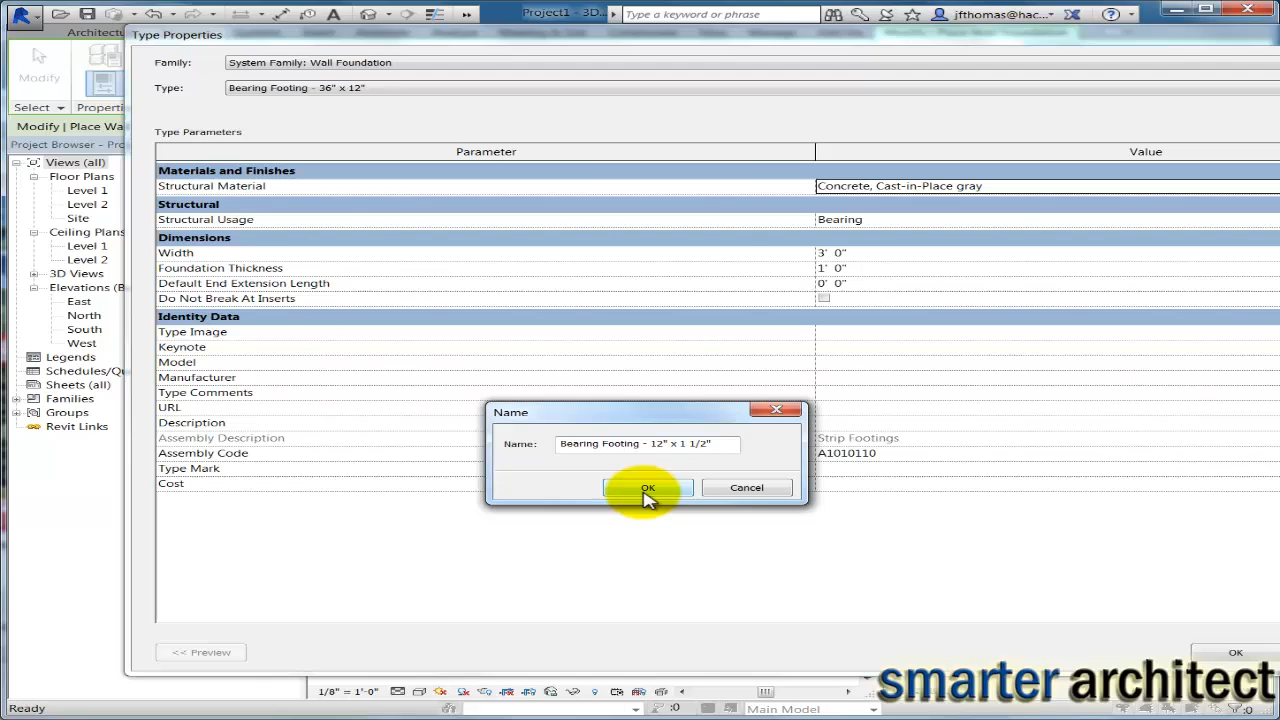 Project1 - 3D...
Type a keyword or phrase
jfthomas@hac...
Architectu
Type Properties
Modify
Select
Properti
Modify | Place Wa
Project Browser - Pro
Views (all)
Floor Plans
Level 1
Level 2
Site
Ceiling Plans
Level 1
Level 2
3D Views
Elevations (B
East
North
South
West
Legends
Schedules/Qu
Sheets (all)
Families
Groups
Revit Links
Family:
System Family: Wall Foundation
Type:
Bearing Footing - 36" x 12"
Type Parameters
Parameter
Value
Materials and Finishes
Structural Material
Concrete, Cast-in-Place gray
Structural
Structural Usage
Bearing
Dimensions
Width
3' 0"
Foundation Thickness
1' 0"
Default End Extension Length
0' 0"
Do Not Break At Inserts
Identity Data
Type Image
Keynote
Model
Manufacturer
Type Comments
URL
Description
Assembly Description
Strip Footings
Assembly Code
A1010110
Type Mark
Cost
Name
Name:
Bearing Footing - 12" x 1 1/2"
OK
Cancel
<< Preview
OK
smarter architect
1/8" = 1'-0"
Ready
:0
Main Model
:0